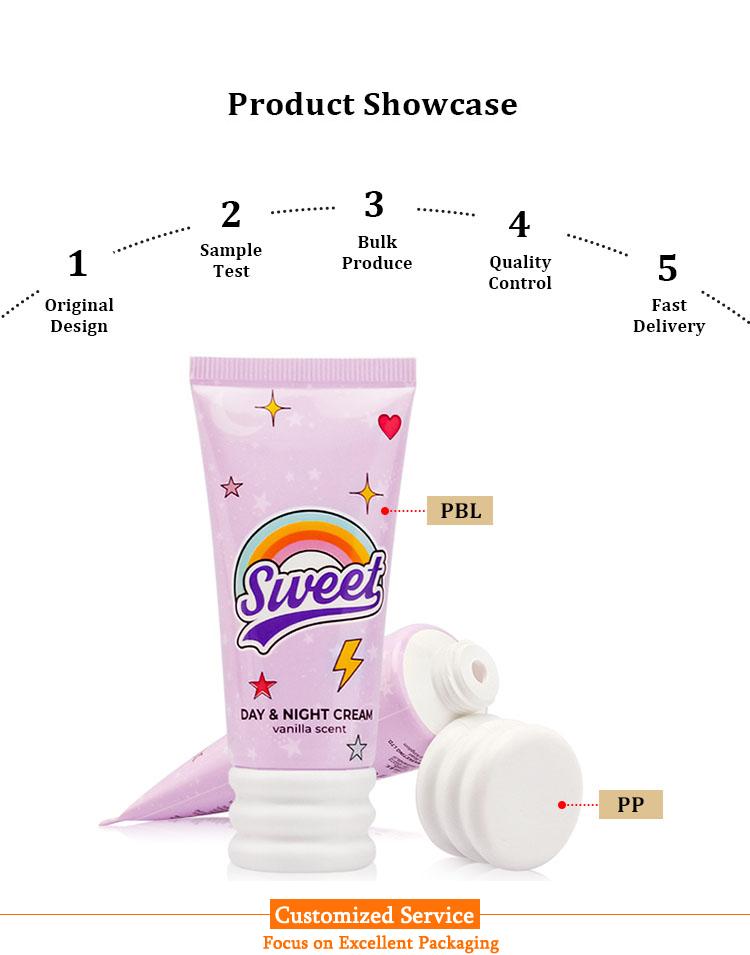 Product Showcase
1
Original
Design
2
Sample
Test
3
Bulk
Produce
4
Quality
Control
5
Fast
Delivery
PBL
Sweet
DAY & NIGHT CREAM
vanilla scent
PP
Customized Service
Focus on Excellent Packaging